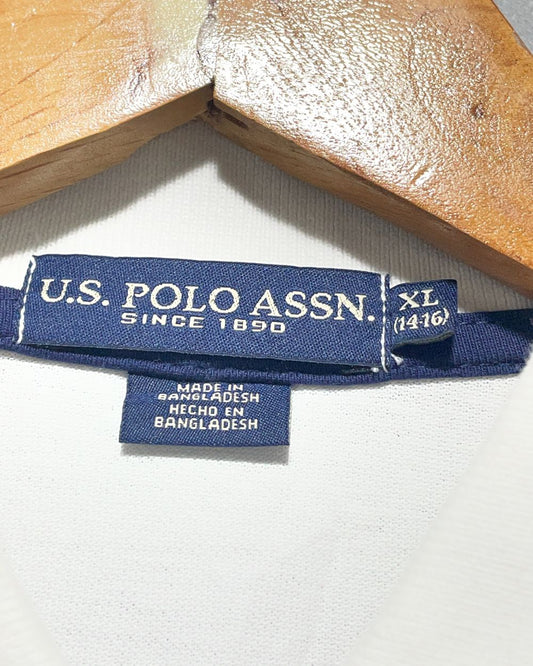 U.S. POLO ASSN.
SINCE 1890
XL
(14-16)
MADE IN
BANGLADESH
HECHO EN
BANGLADESH